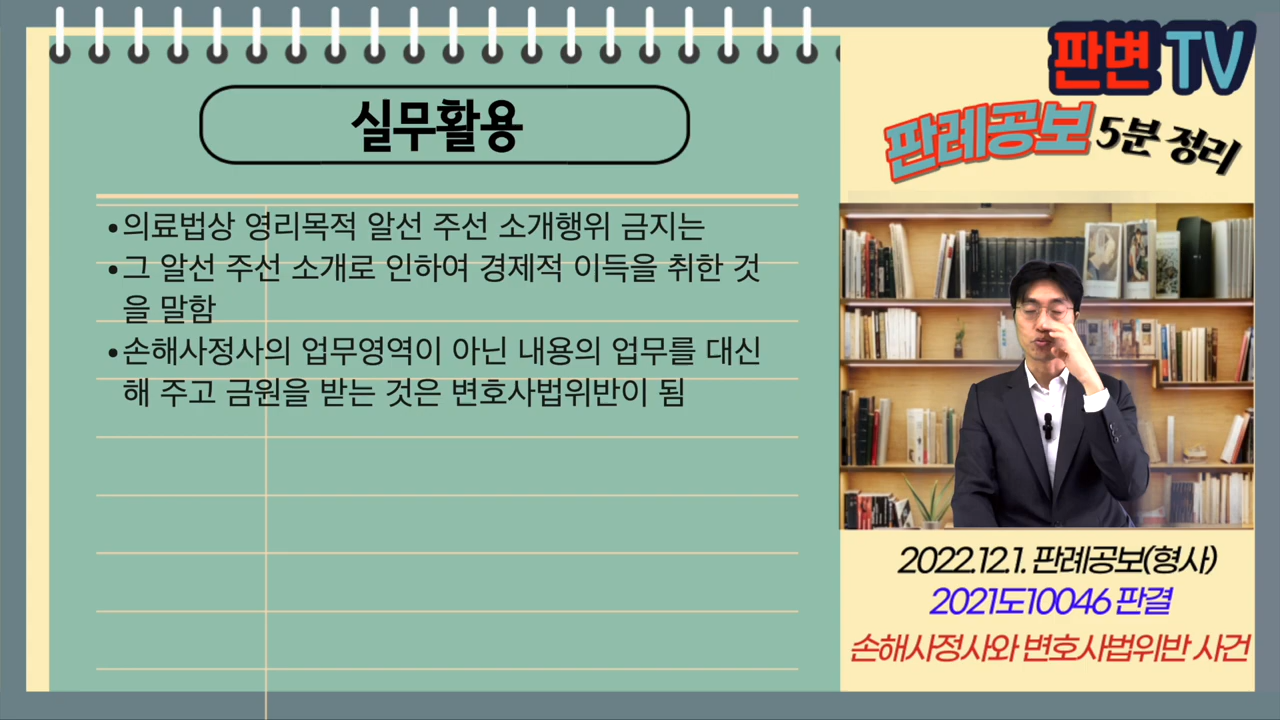 실무활용
•의료법상 영리목적 알선 주선 소개행위 금지는
•그 알선 주선 소개로 인하여 경제적 이득을 취한 것
을 말함
•손해사정사의 업무영역이 아닌 내용의 업무를 대신
해 주고 금원을 받는 것은 변호사법위반이 됨
판변 TV
판례공보 5분 정리
2022.12.1. 판례공보(형사)
2021도10046 판결
손해사정사와 변호사법위반 사건